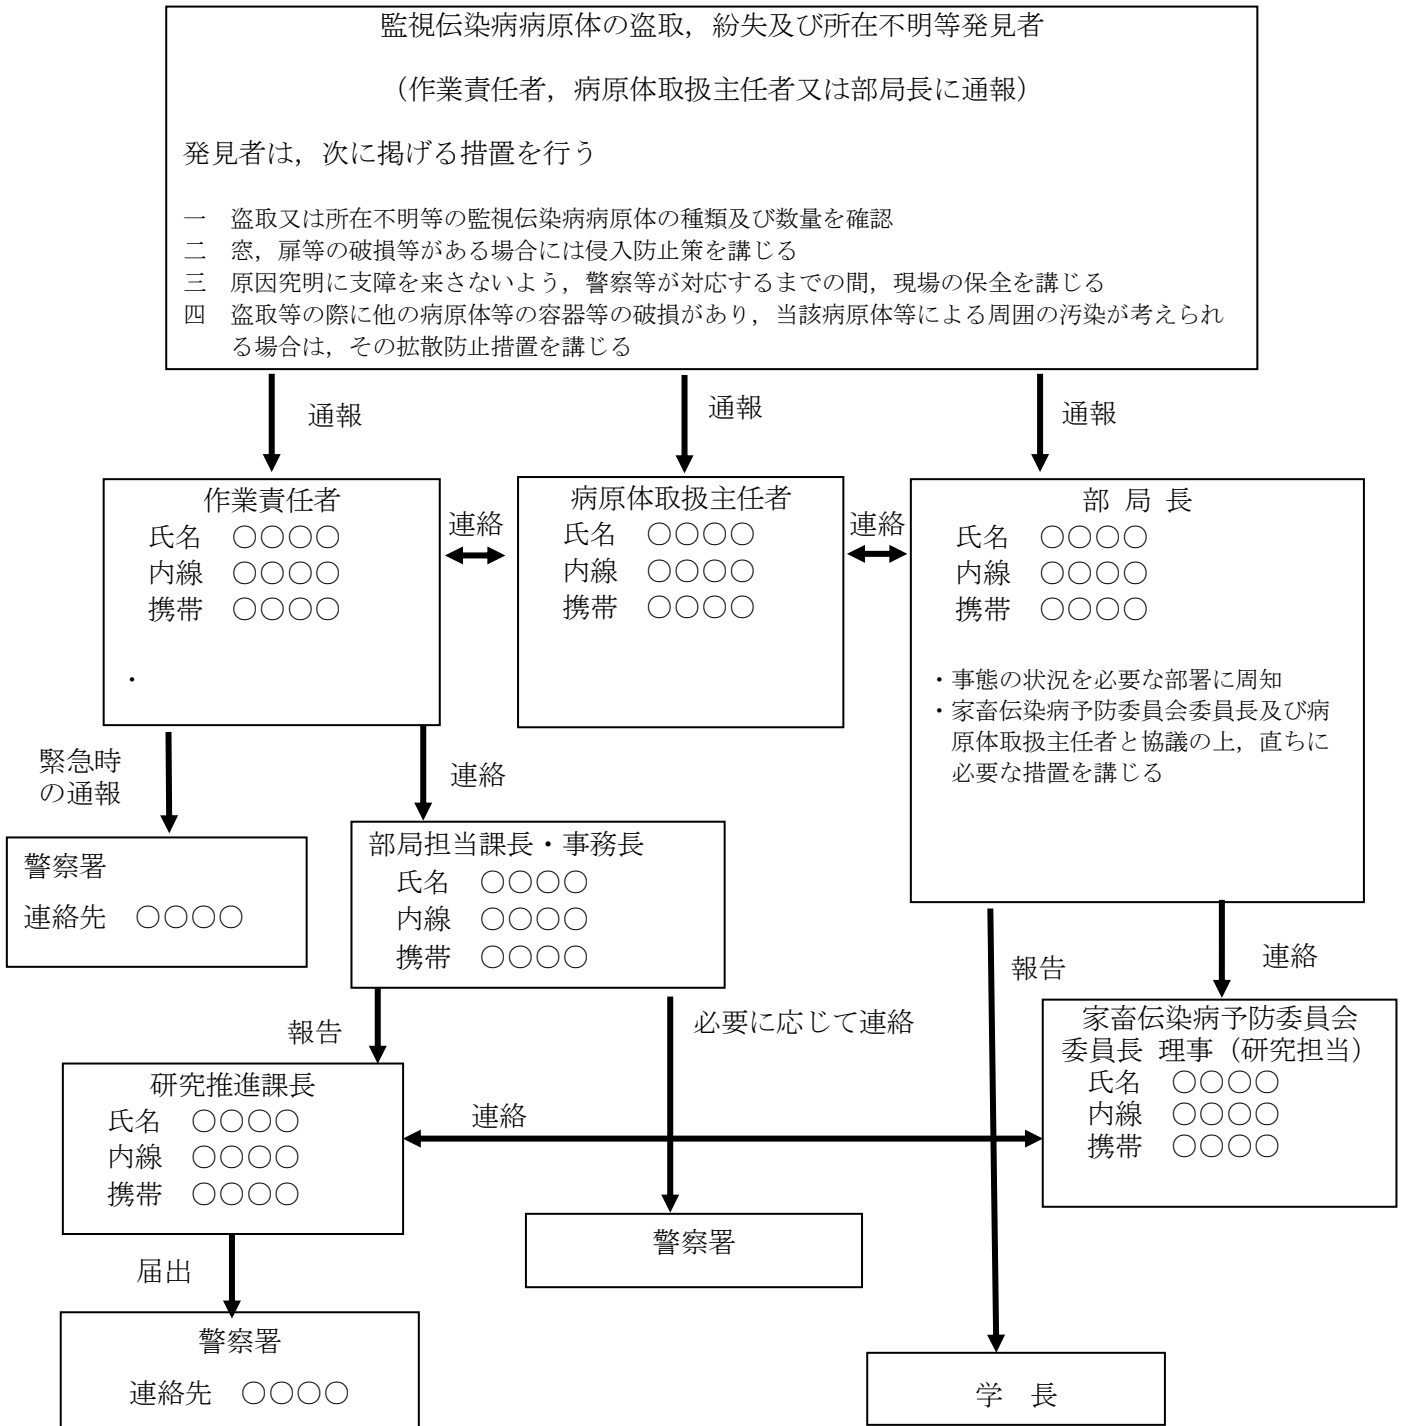 監視伝染病病原体の盗取，紛失及び所在不明等発見者
（作業責任者，病原体取扱主任者又は部局長に通報）
発見者は，次に掲げる措置を行う
一　盗取又は所在不明等の監視伝染病病原体の種類及び数量を確認
二　窓，扉等の破損等がある場合には侵入防止策を講じる
三　原因究明に支障を来さないよう，警察等が対応するまでの間，現場の保全を講じる
四　盗取等の際に他の病原体等の容器等の破損があり，当該病原体等による周囲の汚染が考えられ
る場合は，その拡散防止措置を講じる
通報
通報
通報
作業責任者
氏名　○○○○
内線　○○○○
携帯　○○○○
・
連絡
病原体取扱主任者
氏名　○○○○
内線　○○○○
携帯　○○○○
連絡
部 局 長
氏名　○○○○
内線　○○○○
携帯　○○○○
・事態の状況を必要な部署に周知
・家畜伝染病予防委員会委員長及び病
原体取扱主任者と協議の上，直ちに
必要な措置を講じる
緊急時
の通報
連絡
警察署
連絡先　○○○○
部局担当課長・事務長
氏名　○○○○
内線　○○○○
携帯　○○○○
報告
連絡
報告
必要に応じて連絡
家畜伝染病予防委員会
委員長 理事（研究担当）
氏名　○○○○
内線　○○○○
携帯　○○○○
研究推進課長
氏名　○○○○
内線　○○○○
携帯　○○○○
連絡
警察署
届出
警察署
連絡先　○○○○
学　長